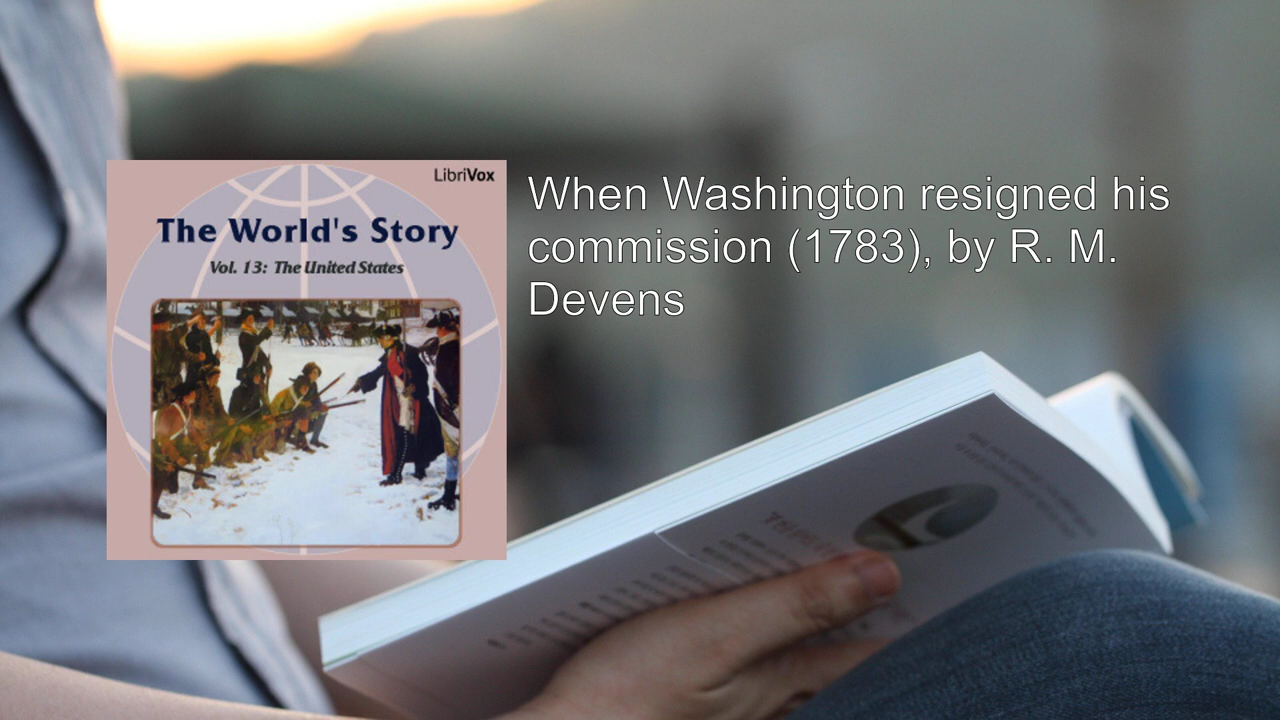 LibriVox
The World's Story
Vol. 13: The United States
When Washington resigned his
commission (1783), by R. M.
Devens